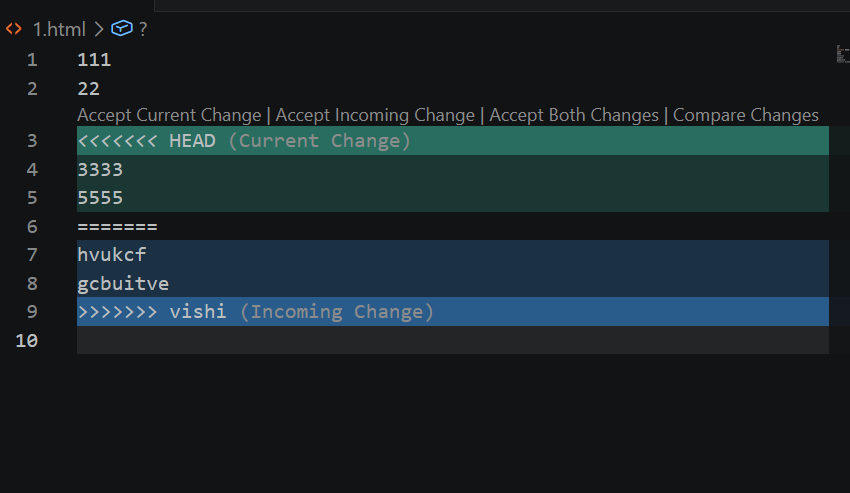 <> 1.html > ?
1 111
2 22
Accept Current Change | Accept Incoming Change | Accept Both Changes | Compare Changes
3 <<<<<<< HEAD (Current Change)
4 3333
5 5555
6 =======
7 hvukcf
8 gcbuitve
9 >>>>>>> vishi (Incoming Change)
10